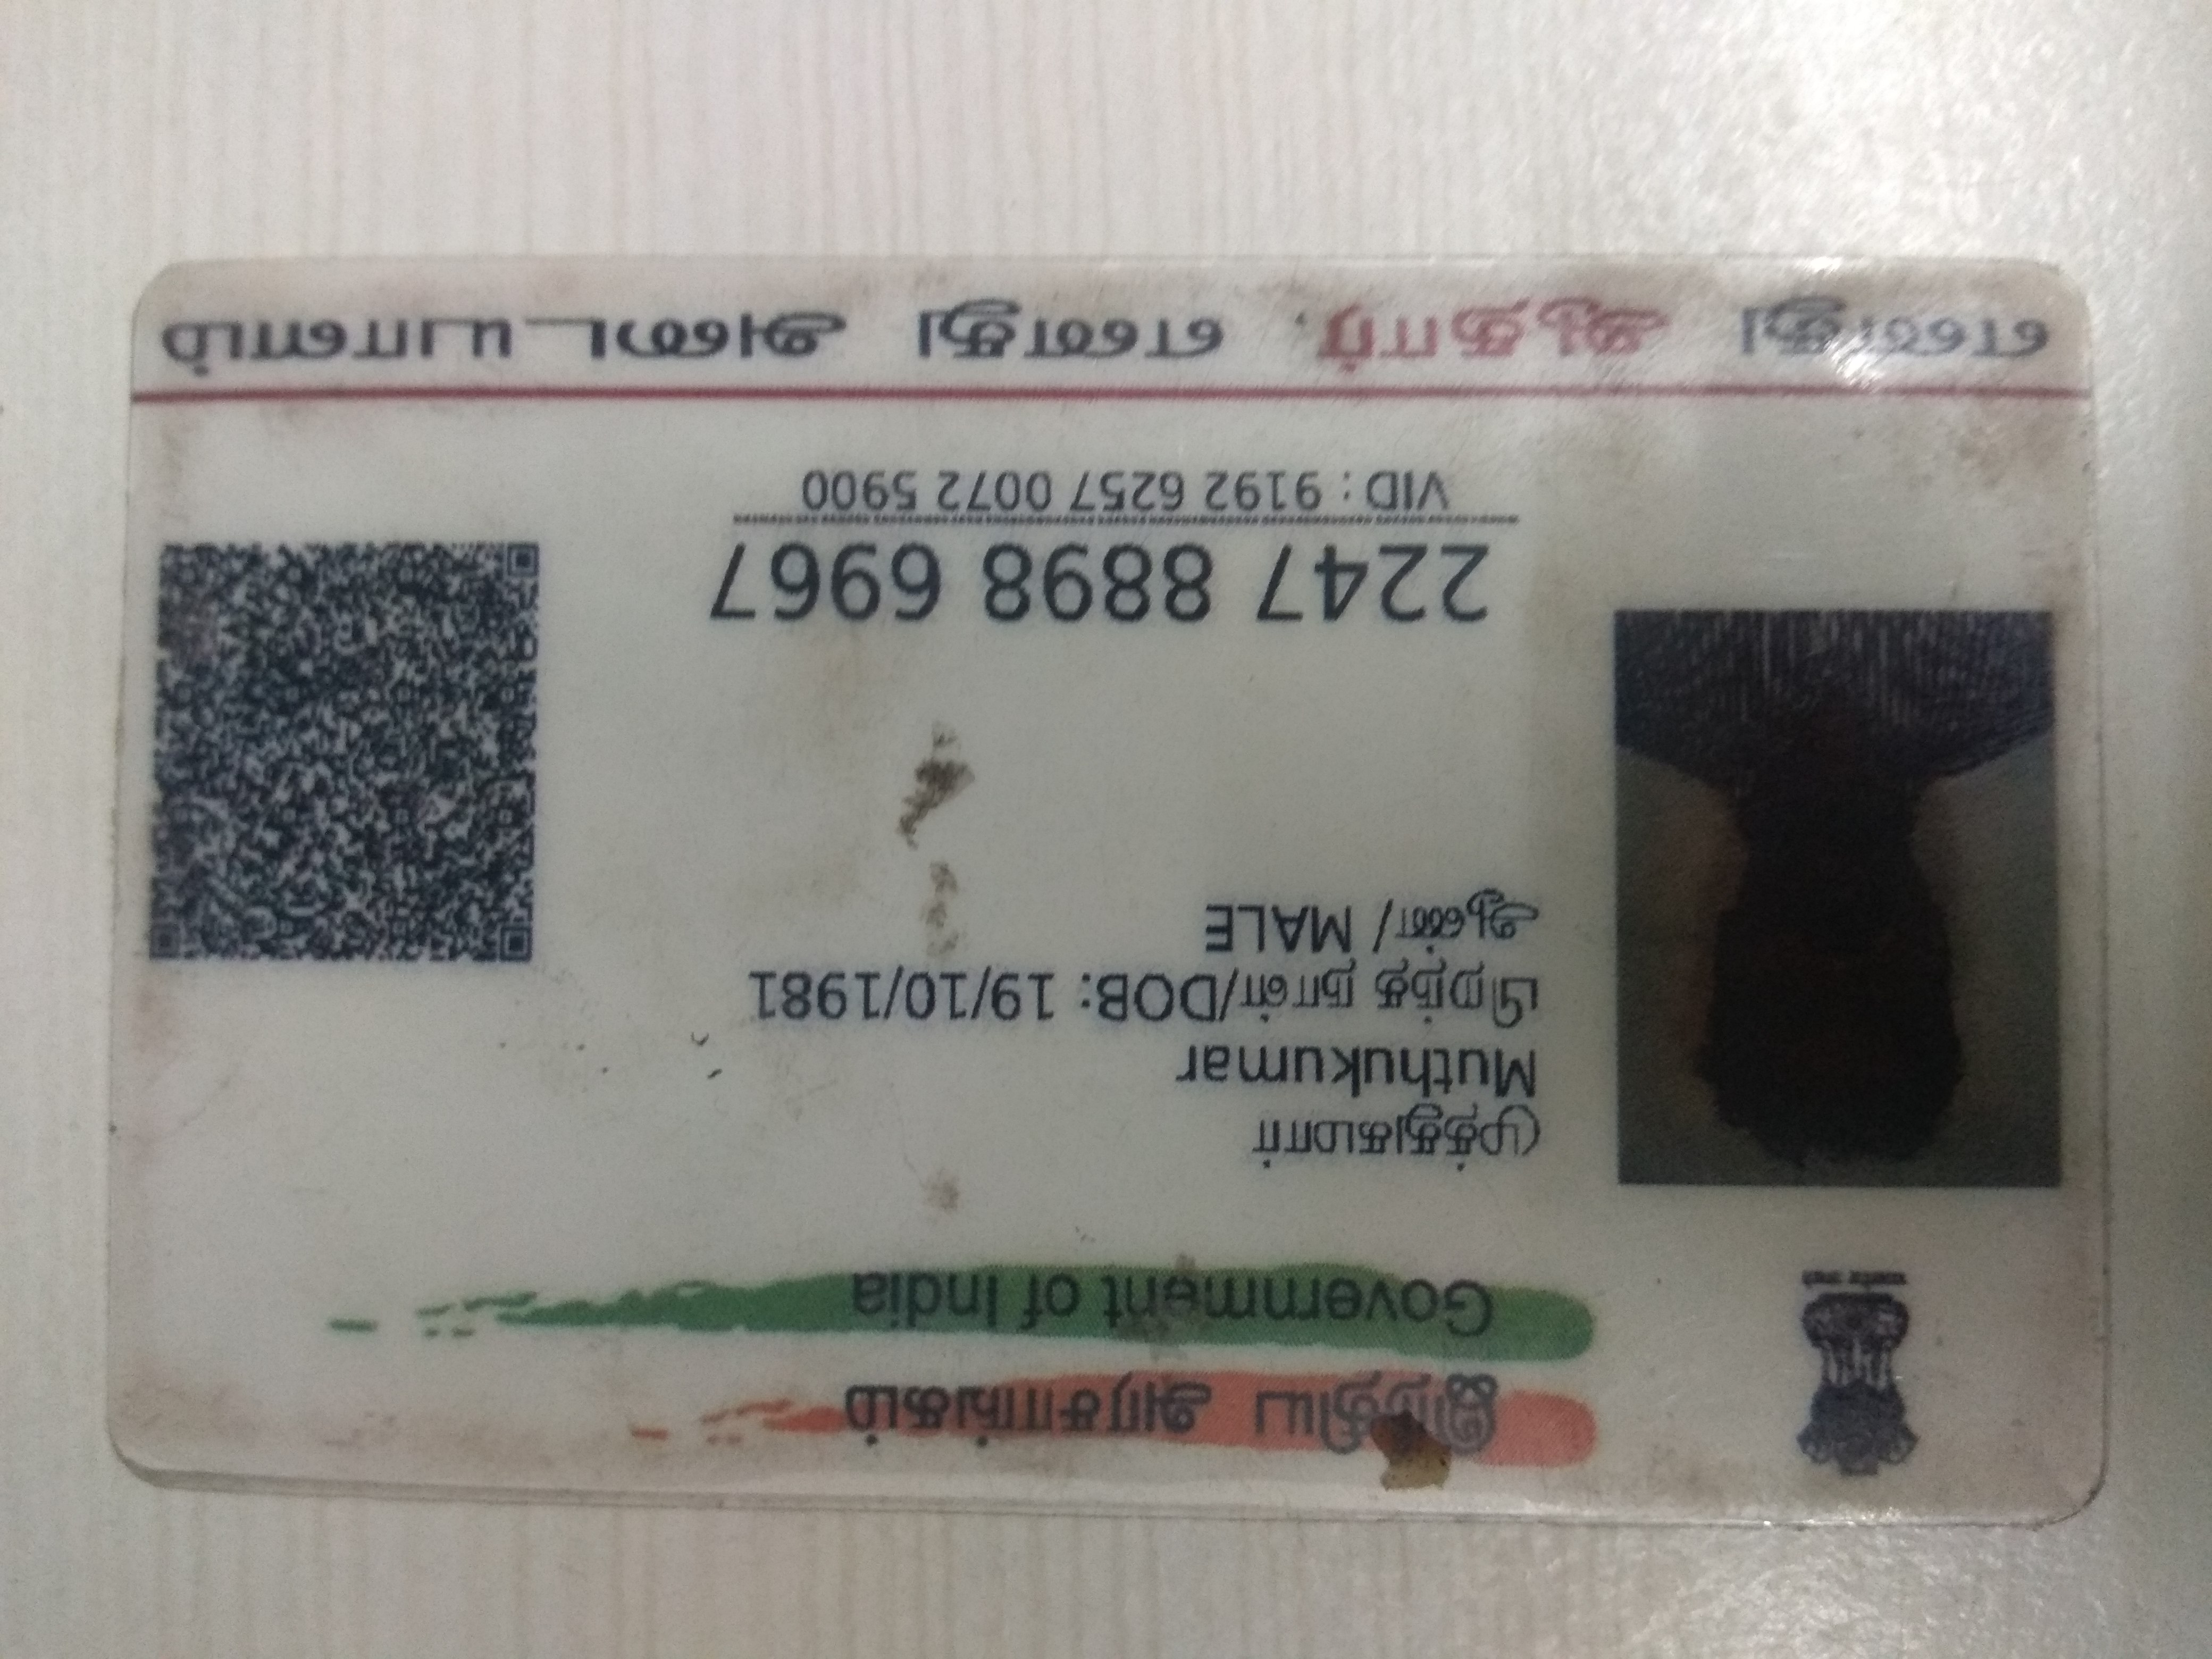 இந்திய அரசாங்கம்
Government of India
முத்துகுமார்
Muthukumar
பிறந்த நாள்/DOB: 19/10/1981
ஆண்/ MALE
2247 8898 6967
VID : 9192 6257 0072 5900
எனது ஆதார், எனது அடையாளம்